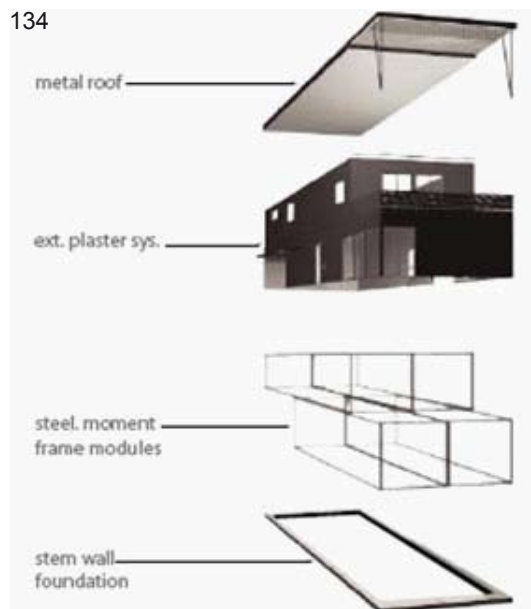 134
metal roof
ext. plaster sys.
steel. moment
frame modules
stem wall
foundation